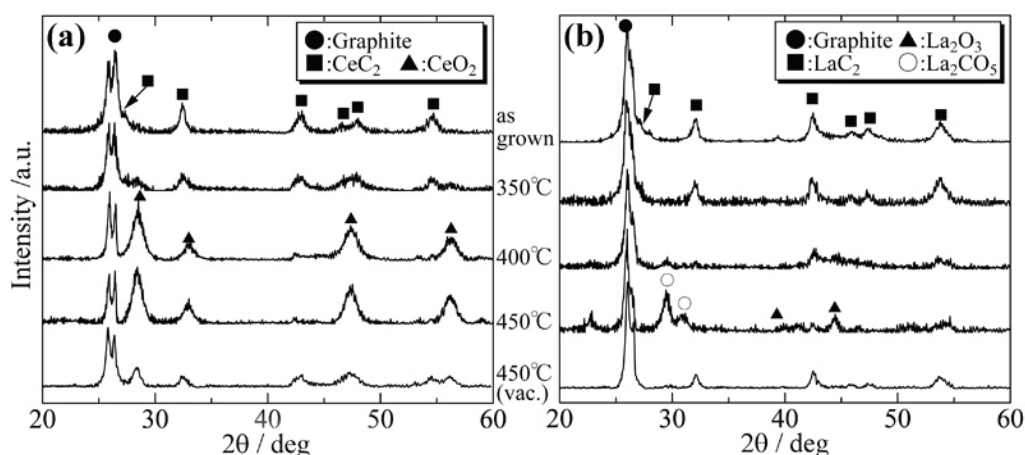 (a)
●:Graphite
■:CeC₂ ▲:CeO₂
as grown
350℃
400℃
450℃
450℃
(vac.)
Intensity /a.u.
20 30 40 50 60
2θ / deg
(b)
●:Graphite ▲:La₂O₃
■:LaC₂ ○:La₂CO₅
20 30 40 50 60
2θ / deg